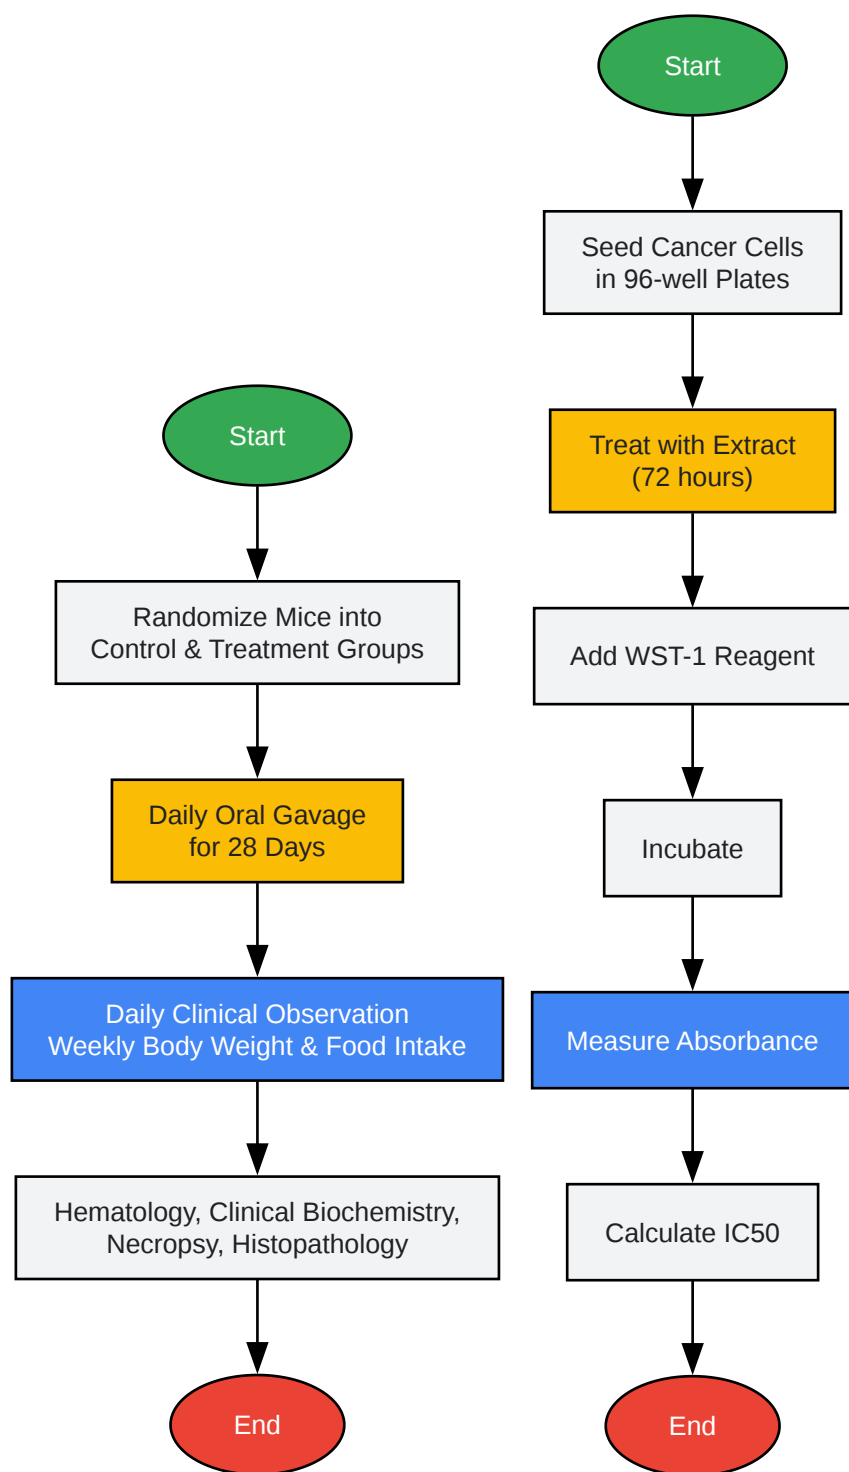 Start
Randomize Mice into
Control & Treatment Groups
Daily Oral Gavage
for 28 Days
Daily Clinical Observation
Weekly Body Weight & Food Intake
Hematology, Clinical Biochemistry,
Necropsy, Histopathology
End
Start
Seed Cancer Cells
in 96-well Plates
Treat with Extract
(72 hours)
Add WST-1 Reagent
Incubate
Measure Absorbance
Calculate IC50
End